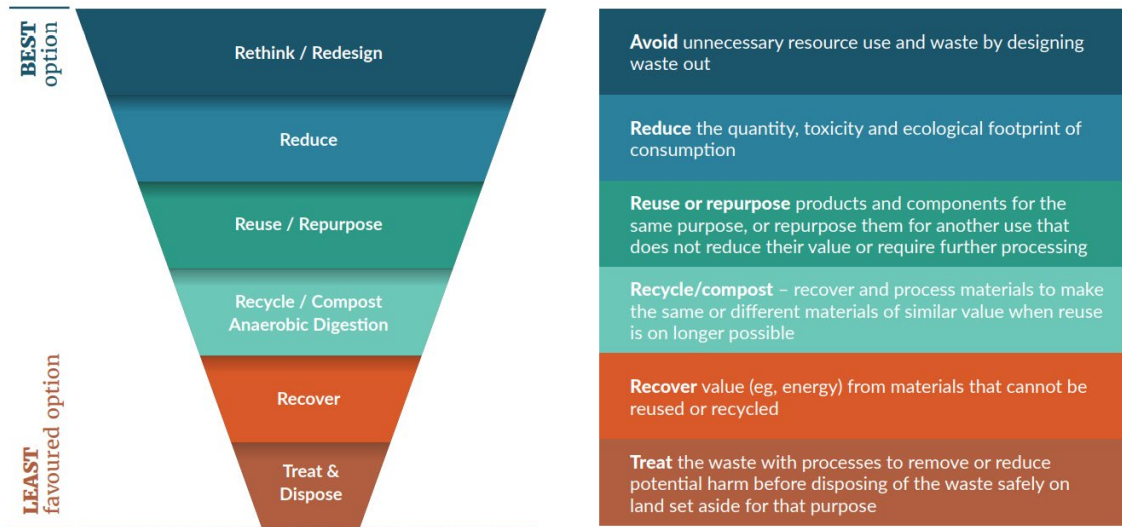 BEST
option
Rethink / Redesign
Avoid unnecessary resource use and waste by designing
waste out
Reduce
Reduce the quantity, toxicity and ecological footprint of
consumption
Reuse / Repurpose
Reuse or repurpose products and components for the
same purpose, or repurpose them for another use that
does not reduce their value or require further processing
Recycle / Compost
Anaerobic Digestion
Recycle/compost – recover and process materials to make
the same or different materials of similar value when reuse
is on longer possible
Recover
Recover value (eg, energy) from materials that cannot be
reused or recycled
LEAST
favoured option
Treat &
Dispose
Treat the waste with processes to remove or reduce
potential harm before disposing of the waste safely on
land set aside for that purpose